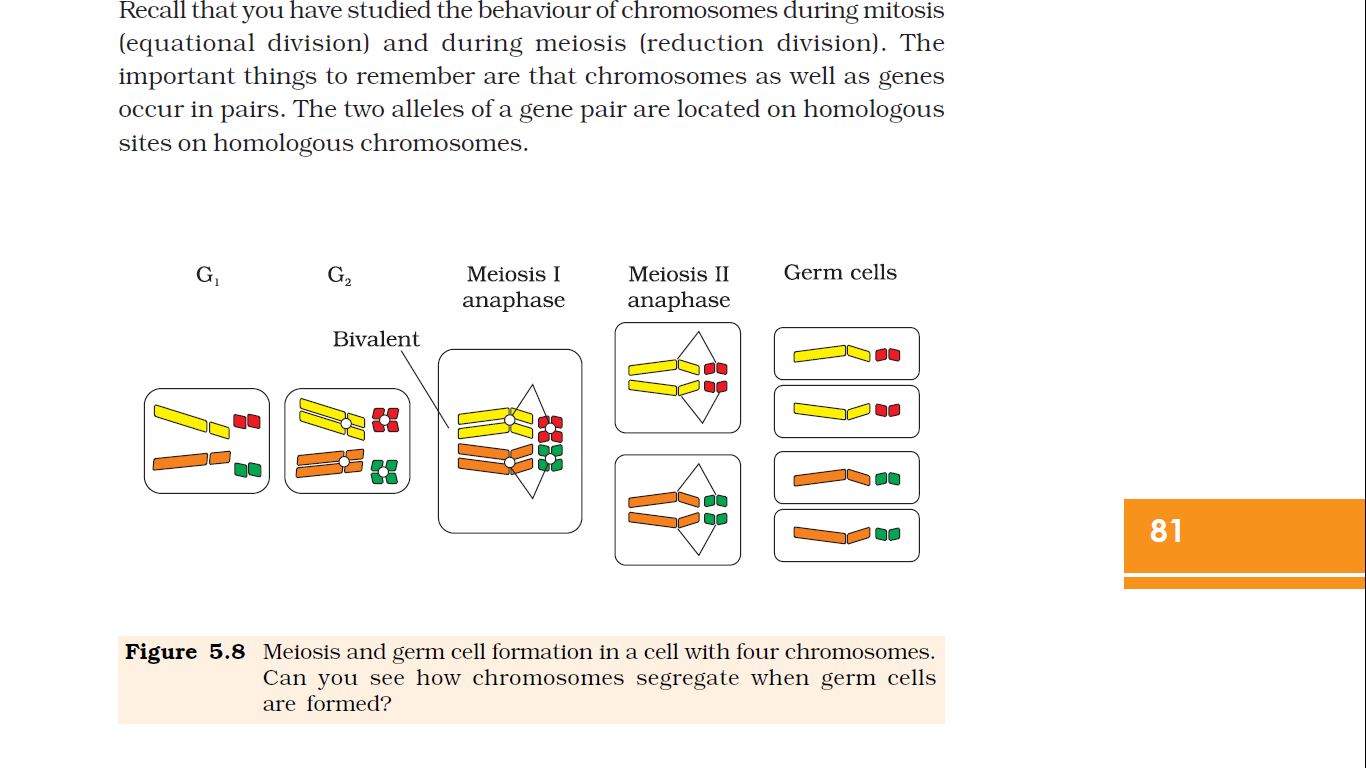 Recall that you have studied the behaviour of chromosomes during mitosis
(equational division) and during meiosis (reduction division). The
important things to remember are that chromosomes as well as genes
occur in pairs. The two alleles of a gene pair are located on homologous
sites on homologous chromosomes.
G₁
G₂
Meiosis I
anaphase
Meiosis II
anaphase
Germ cells
Bivalent
81
Figure 5.8 Meiosis and germ cell formation in a cell with four chromosomes.
Can you see how chromosomes segregate when germ cells
are formed?